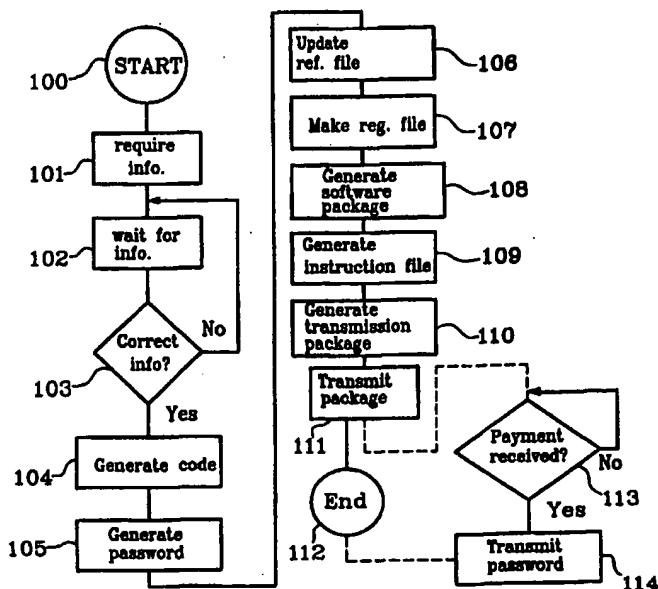 100
START
101
require
info.
102
wait for
info.
103
Correct
info?
No
Yes
104
Generate code
105
Generate
password
Update
ref. file
106
Make reg. file
107
Generate
software
package
108
Generate
instruction file
109
Generate
transmission
package
110
Transmit
package
111
End
112
Payment
received?
No
113
Yes
Transmit
password
114